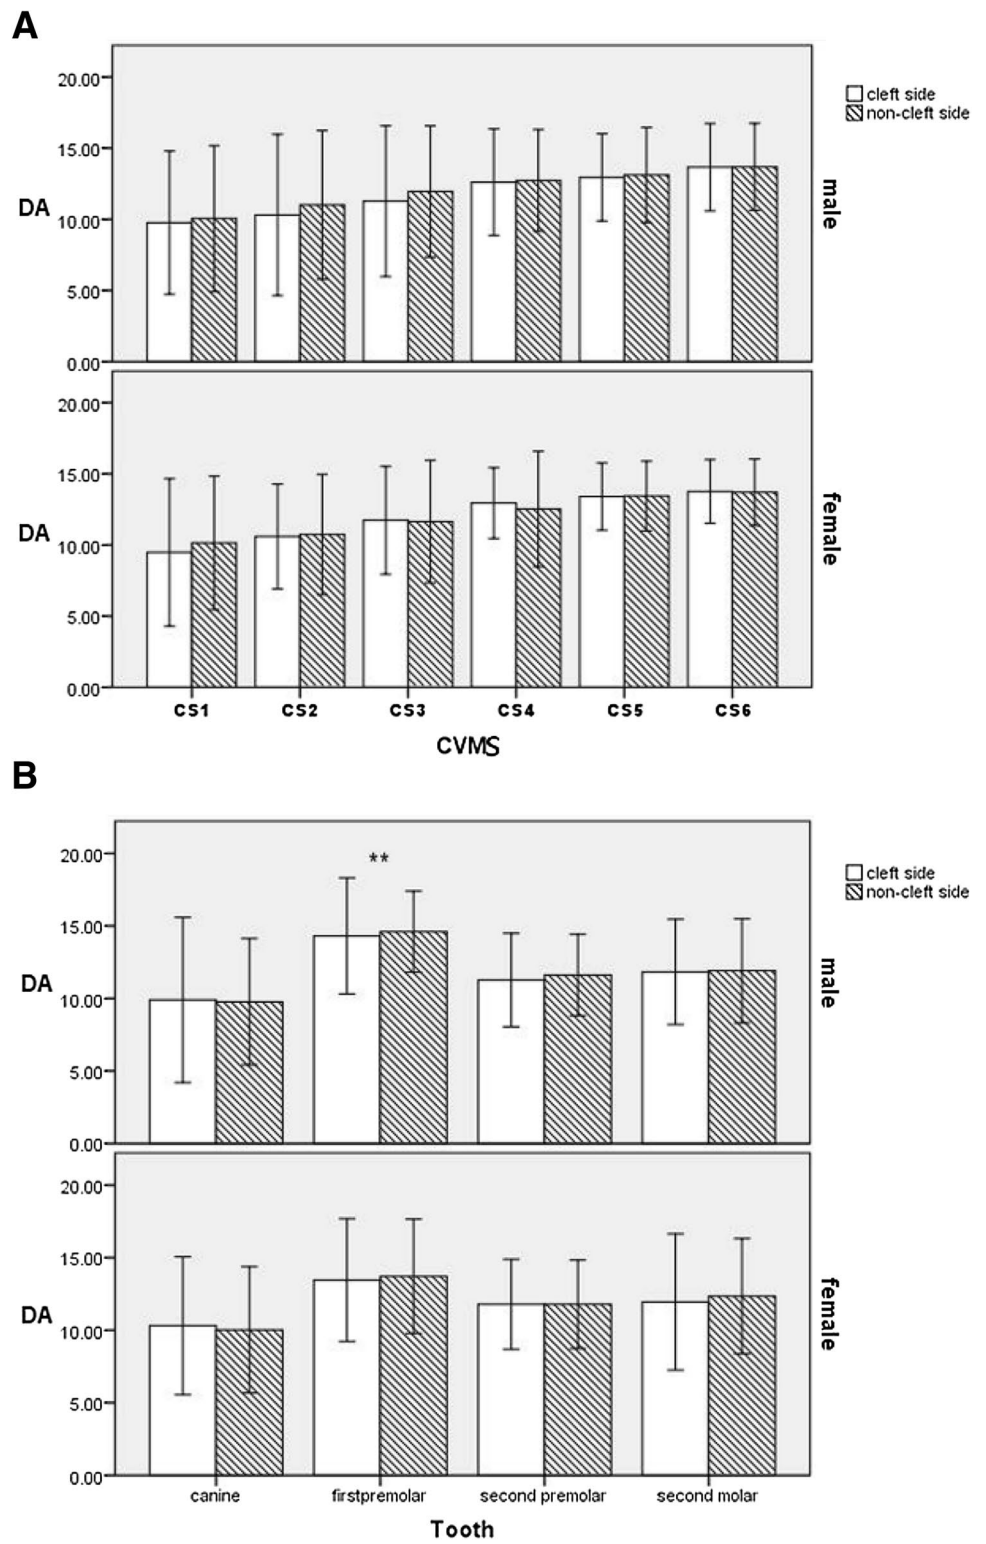 A
20.00
15.00
DA
10.00
5.00
0.00
male
cleft side
non-cleft side
20.00
15.00
DA
10.00
5.00
0.00
female
CS1 CS2 CS3 CS4 CS5 CS6
CVMS
B
20.00
**
15.00
DA
10.00
5.00
0.00
male
cleft side
non-cleft side
20.00
15.00
DA
10.00
5.00
0.00
female
canine firstpremolar second premolar second molar
Tooth